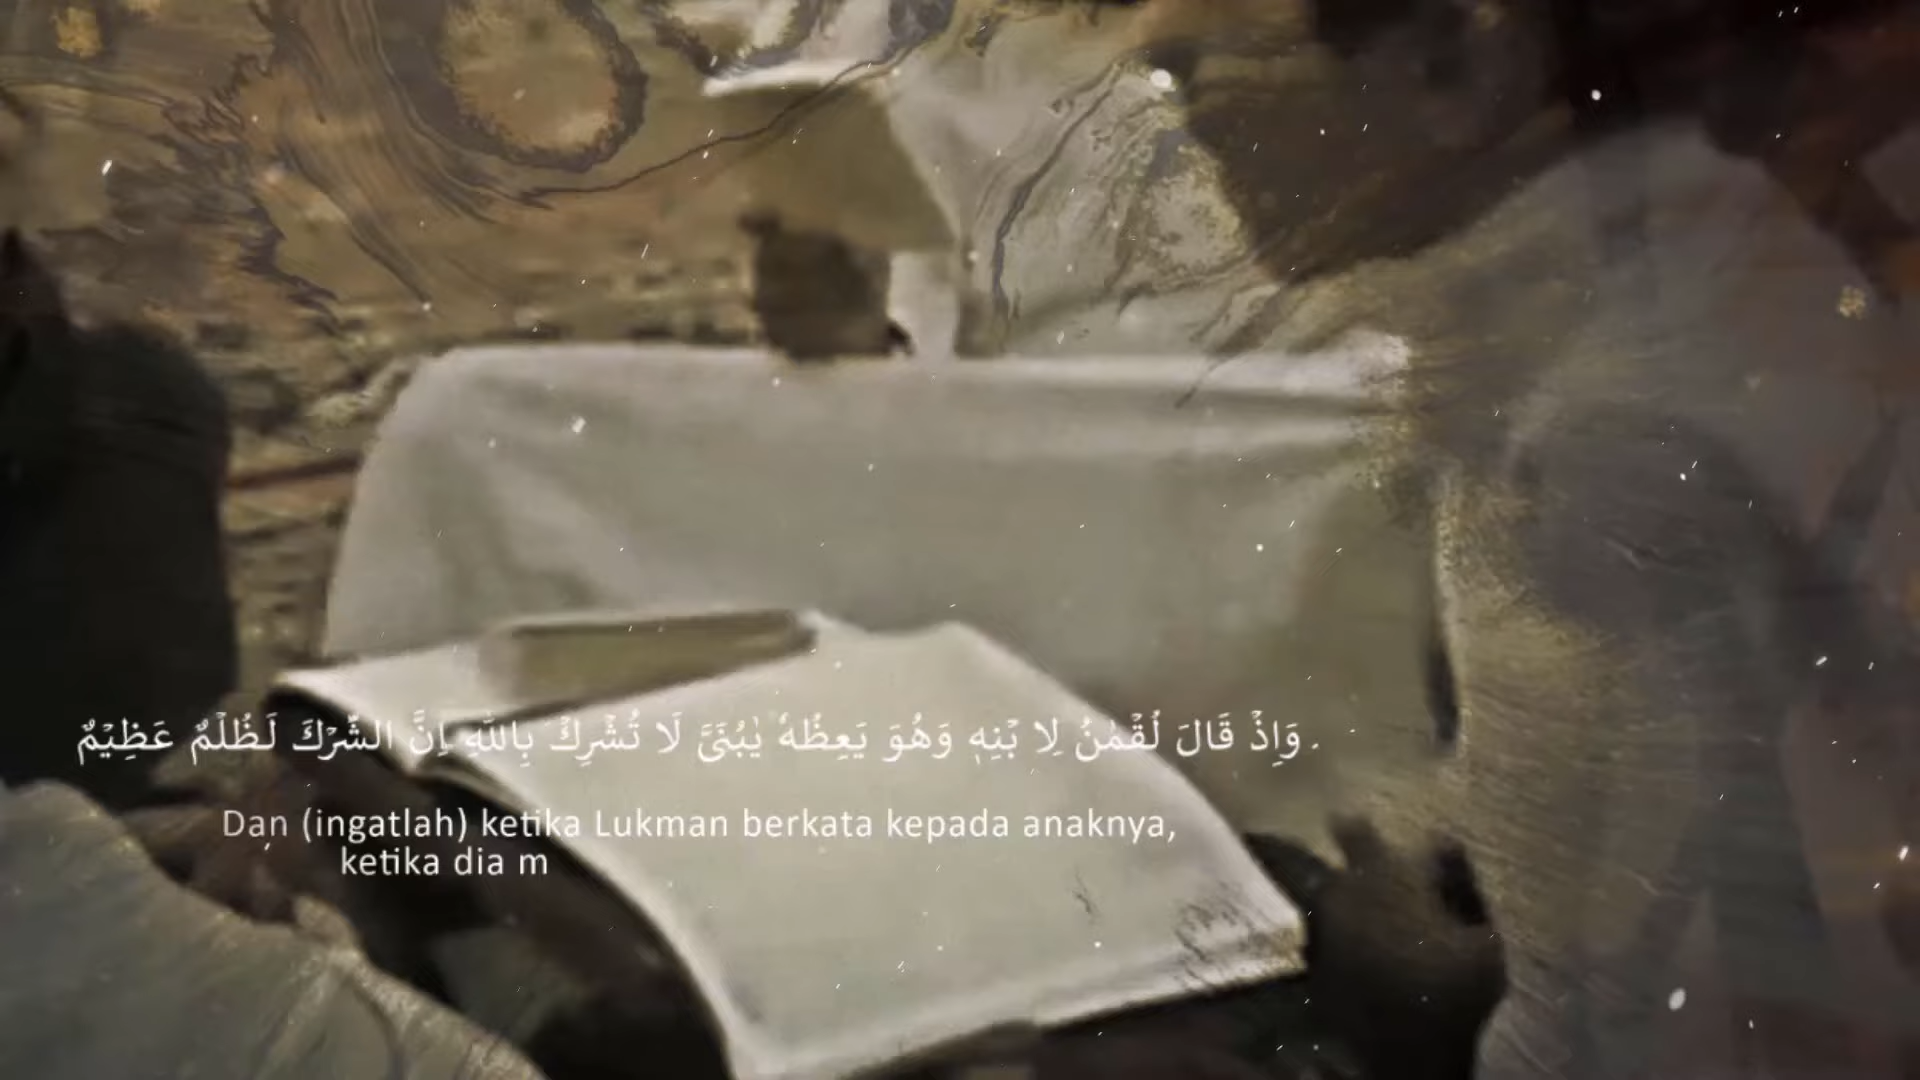 وَاِذْ قَالَ لُقْمٰنُ لِا بْنِهٖ وَهُوَ يَعِظُهٗ يٰبُنَيَّ لَا تُشْرِكْ بِاللّٰهِ اِنَّ الشِّرْكَ لَظُلْمٌ عَظِيْمٌ.
Dan (ingatlah) ketika Lukman berkata kepada anaknya,
ketika dia m